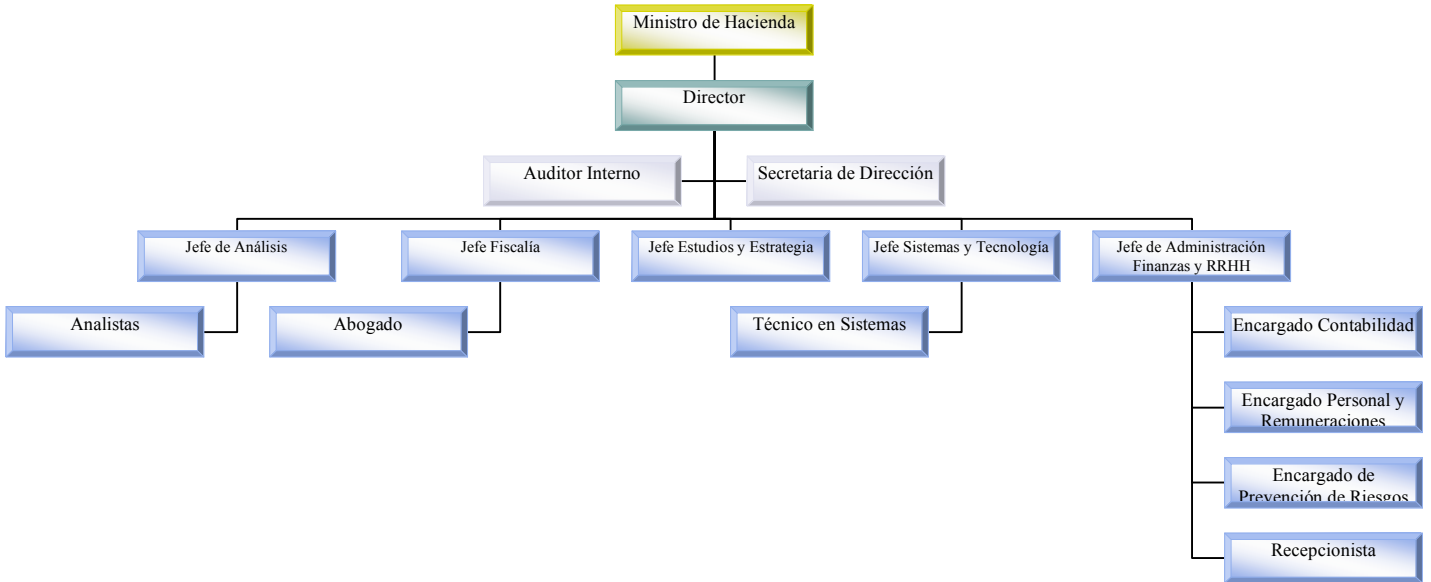 Ministro de Hacienda
Director
Auditor Interno
Secretaria de Dirección
Jefe de Análisis
Jefe Fiscalía
Jefe Estudios y Estrategia
Jefe Sistemas y Tecnología
Jefe de Administración
Finanzas y RRHH
Analistas
Abogado
Técnico en Sistemas
Encargado Contabilidad
Encargado Personal y
Remuneraciones
Encargado de
Prevención de Riesgos
Recepcionista